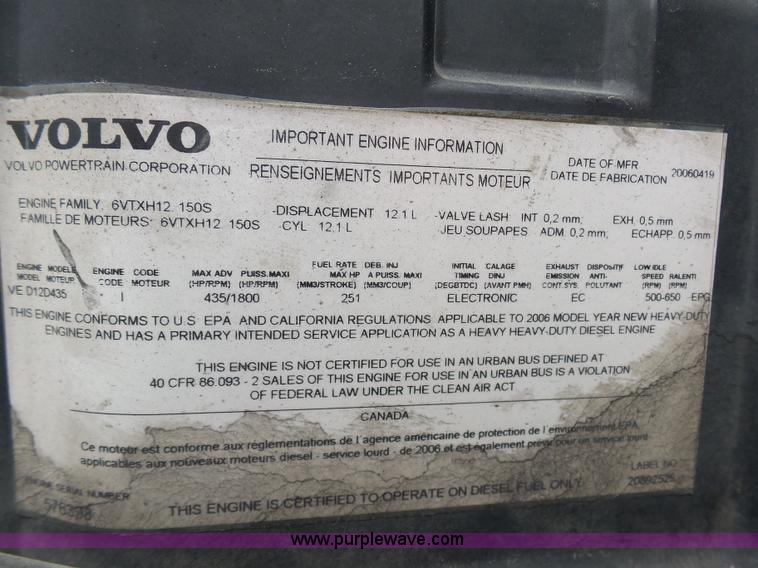 VOLVO
VOLVO POWERTRAIN CORPORATION
IMPORTANT ENGINE INFORMATION
RENSEIGNEMENTS IMPORTANTS MOTEUR
DATE OF MFR
DATE DE FABRICATION 20060419
ENGINE FAMILY: 6VTXH12.150S
FAMILLE DE MOTEURS: 6VTXH12.150S
-DISPLACEMENT 12.1 L
-CYL 12.1 L
-VALVE LASH INT 0,2 mm; EXH. 0,5 mm
JEU SOUPAPES ADM. 0,2 mm; ECHAPP. 0,5 mm
ENGINE MODEL
MODEL MOTEUR
VE D12D435
ENGINE CODE
CODE MOTEUR
I
MAX ADV PUISS.MAXI
(HP/RPM) (HP/RPM)
435/1800
FUEL RATE DEB. INJ
MAX HP A PUISS. MAXI
(MM3/STROKE) (MM3/COUP)
251
INITIAL CALAGE
TIMING DINJ
(DEGBTDC) (AVANT PMH)
ELECTRONIC
EXHAUST DISPOSITIF
EMISSION ANTI-
CONT.SYS. POLLUTANT
EC
LOW IDLE
SPEED RALENTI
(RPM) (RPM)
500-650 EPG
THIS ENGINE CONFORMS TO U.S EPA AND CALIFORNIA REGULATIONS APPLICABLE TO 2006 MODEL YEAR NEW HEAVY-DUTY
ENGINES AND HAS A PRIMARY INTENDED SERVICE APPLICATION AS A HEAVY HEAVY-DUTY DIESEL ENGINE
THIS ENGINE IS NOT CERTIFIED FOR USE IN AN URBAN BUS DEFINED AT
40 CFR 86.093 - 2 SALES OF THIS ENGINE FOR USE IN AN URBAN BUS IS A VIOLATION
OF FEDERAL LAW UNDER THE CLEAN AIR ACT
CANADA
Ce moteur est conforme aux réglementations de l'agence américaine de protection de l'environnement EPA
applicables aux nouveaux moteurs diesel - service lourd - de 2006 et est également prévu pour un service lourd
ENGINE SERIAL NUMBER
THIS ENGINE IS CERTIFIED TO OPERATE ON DIESEL FUEL ONLY
LABEL NO
20892525
www.purplewave.com